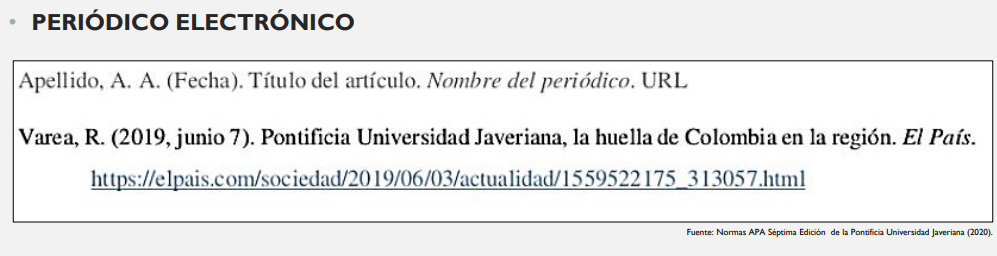 • PERIÓDICO ELECTRÓNICO
Apellido, A. A. (Fecha). Título del artículo. Nombre del periódico. URL
Varea, R. (2019, junio 7). Pontificia Universidad Javeriana, la huella de Colombia en la región. El País.
https://elpais.com/sociedad/2019/06/03/actualidad/1559522175_313057.html
Fuente: Normas APA Séptima Edición de la Pontificia Universidad Javeriana (2020).